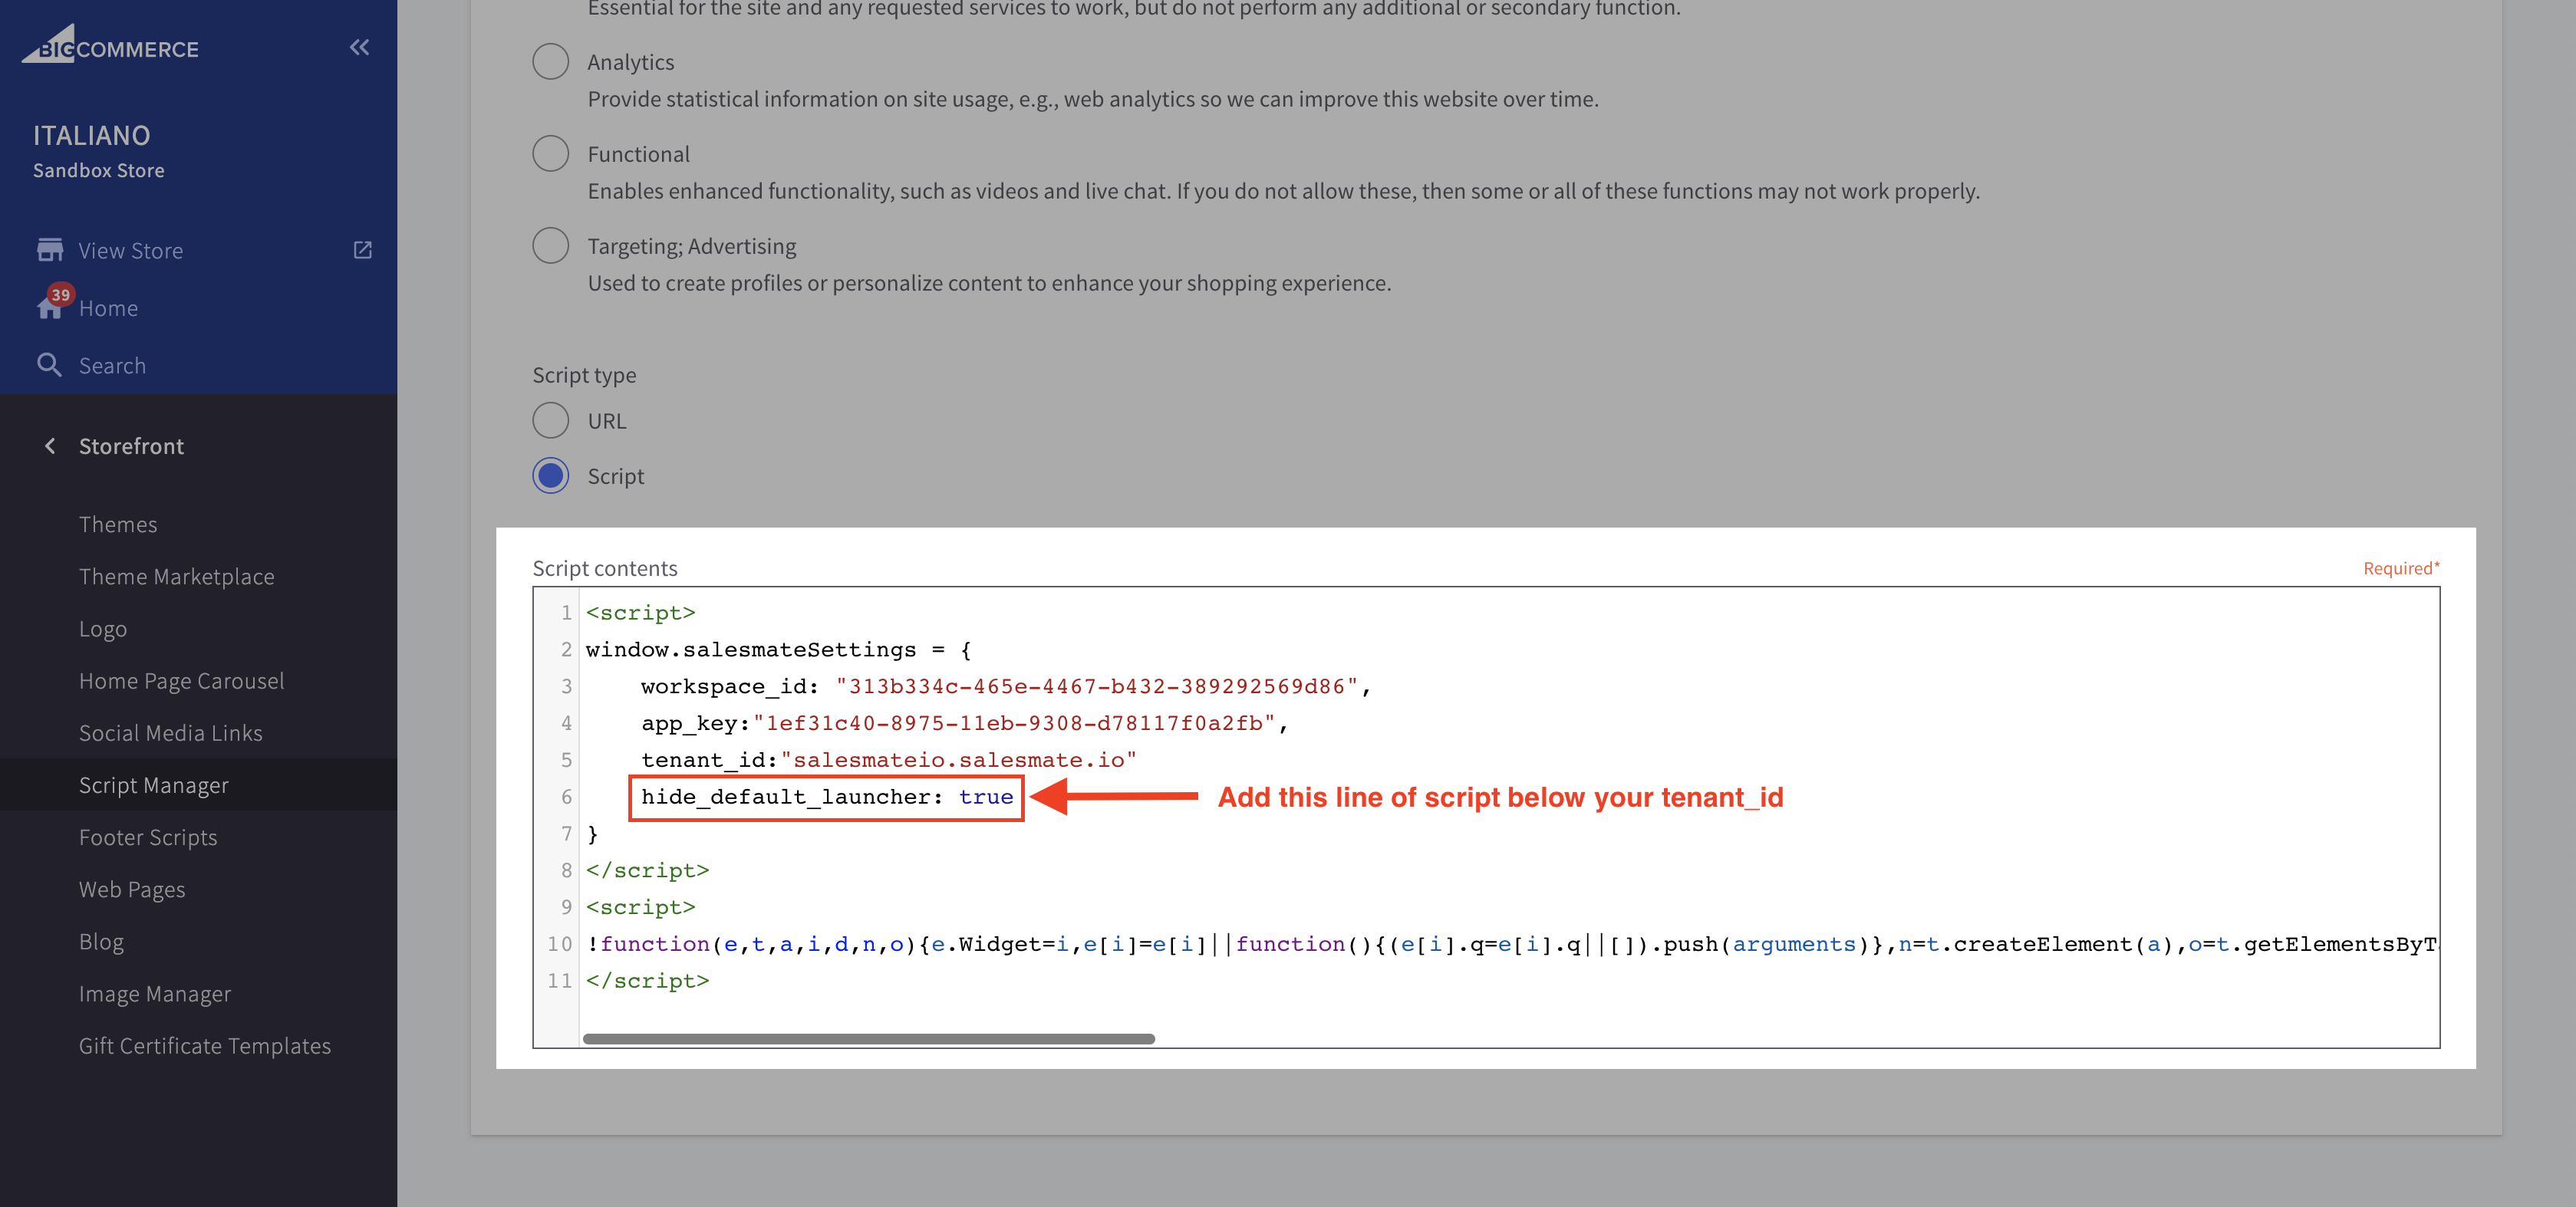 BIGCOMMERCE
ITALIANO
Sandbox Store
View Store
39
Home
Search
Storefront
Themes
Theme Marketplace
Logo
Home Page Carousel
Social Media Links
Script Manager
Footer Scripts
Web Pages
Blog
Image Manager
Gift Certificate Templates
Essential for the site and any requested services to work, but do not perform any additional or secondary function.
Analytics
Provide statistical information on site usage, e.g., web analytics so we can improve this website over time.
Functional
Enables enhanced functionality, such as videos and live chat. If you do not allow these, then some or all of these functions may not work properly.
Targeting; Advertising
Used to create profiles or personalize content to enhance your shopping experience.
Script type
URL
Script
Script contents
Required*
1 <script>
2 window.salesmateSettings = {
3 workspace_id: "313b334c-465e-4467-b432-389292569d86",
4 app_key:"1ef31c40-8975-11eb-9308-d78117f0a2fb",
5 tenant_id:"salesmateio.salesmate.io"
6 hide_default_launcher: true
Add this line of script below your tenant_id
7 }
8 </script>
9 <script>
10 !function(e,t,a,i,d,n,o){e.Widget=i,e[i]=e[i]||function(){(e[i].q=e[i].q||[]).push(arguments)},n=t.createElement(a),o=t.getElementsByT
11 </script>